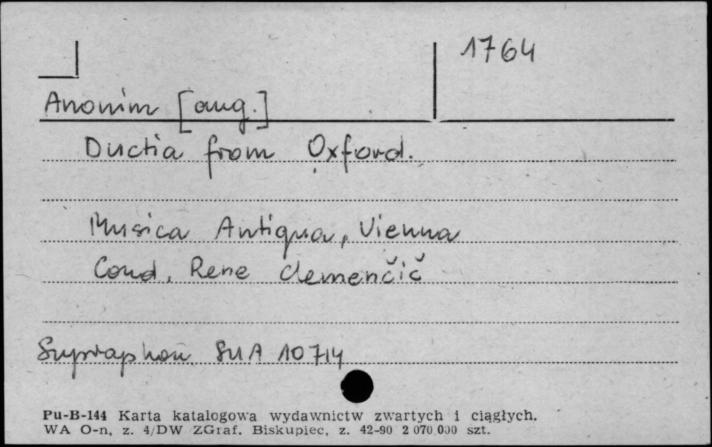 1764
Anonim [ang.]
Ductia from Oxford.
Musica Antiqua, Vienna
Cond. Rene Clemenčič
Supraphon SUA 10714
Pu-B-144 Karta katalogowa wydawnictw zwartych i ciągłych.
WA O-n, z. 4/DW ZGraf. Biskupiec, z. 42-90 2 070 000 szt.